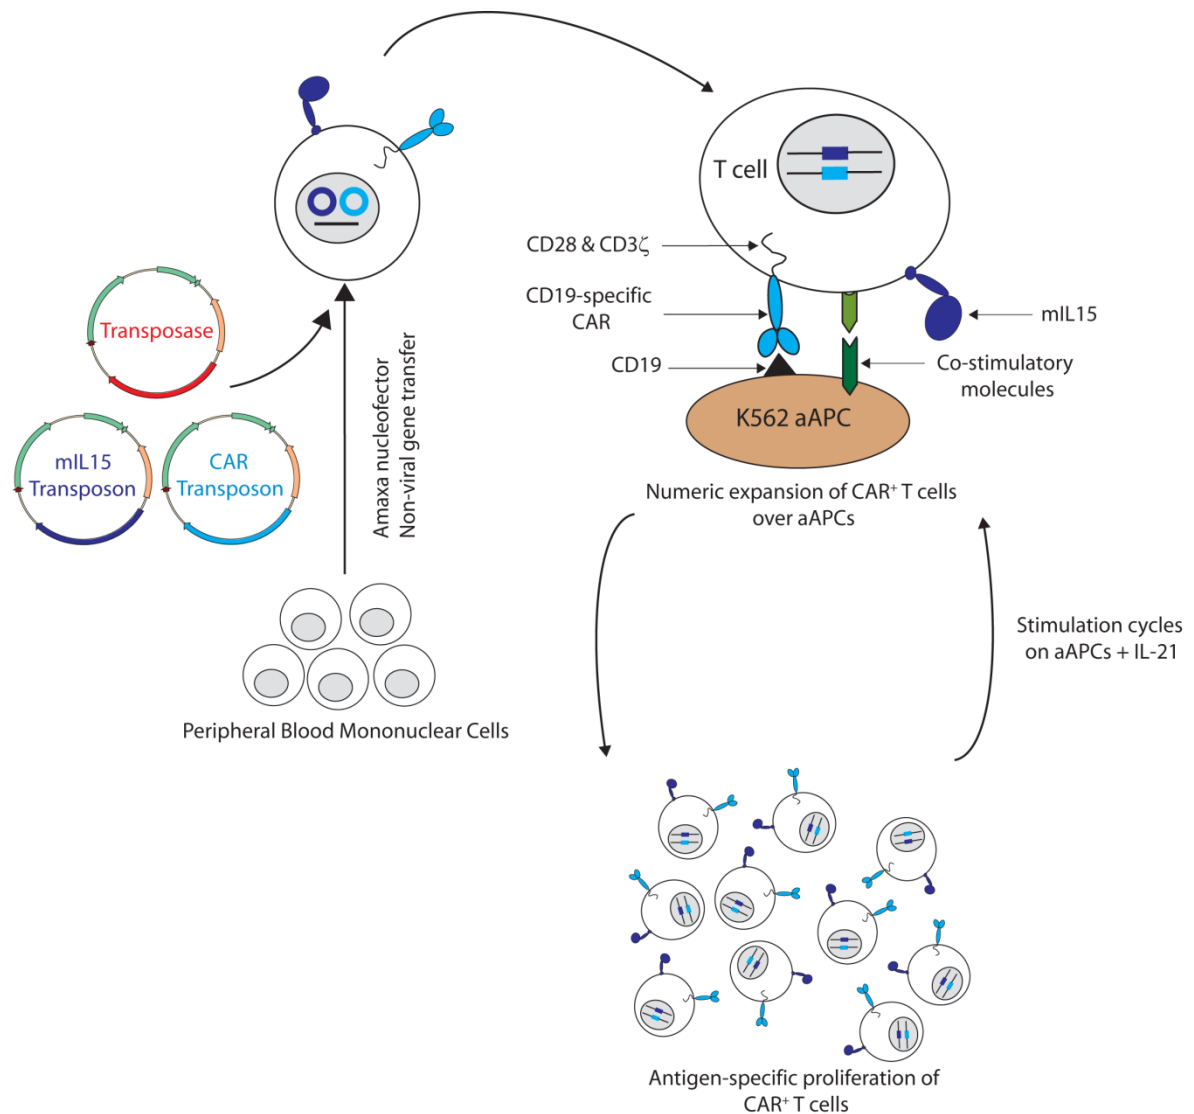 T cell
CD28 & CD3ζ
CD19-specific
CAR
CD19
mIL15
Co-stimulatory
molecules
K562 aAPC
Numeric expansion of CAR⁺ T cells
over aAPCs
Transposase
mIL15
Transposon
CAR
Transposon
Amaxa nucleofector
Non-viral gene transfer
Peripheral Blood Mononuclear Cells
Stimulation cycles
on aAPCs + IL-21
Antigen-specific proliferation of
CAR⁺ T cells